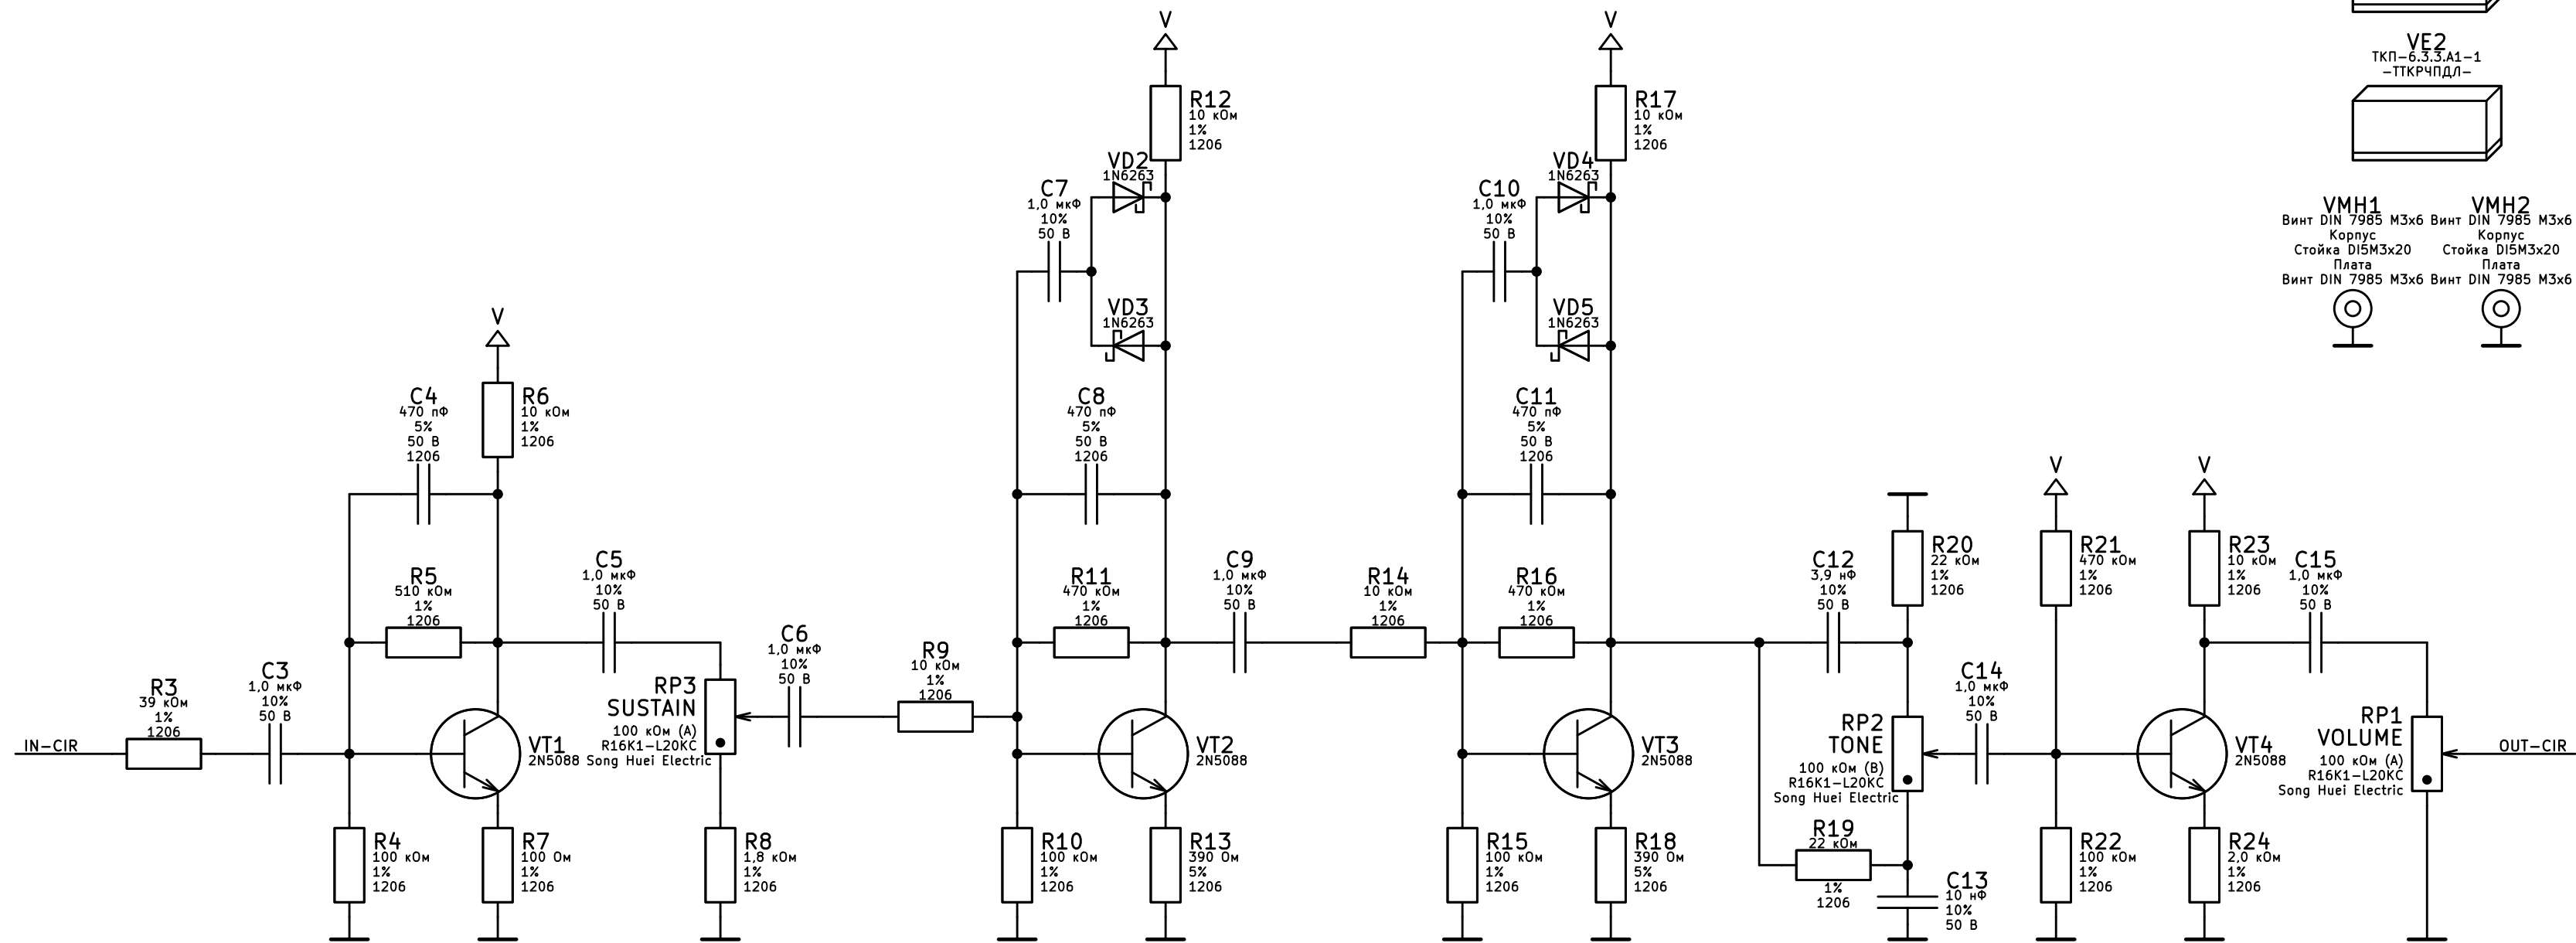 V
V
R12
10 кОм
1%
1206
R17
10 кОм
1%
1206
VE2
ТКП-6.3.3.А1-1
-ТТКРЧПДЛ-
VD2
1N6263
VD4
1N6263
C7
1,0 мкФ
10%
50 В
C10
1,0 мкФ
10%
50 В
VMH1
Винт DIN 7985 М3х6
Корпус
Стойка DI5M3x20
Плата
Винт DIN 7985 М3х6
VMH2
Винт DIN 7985 М3х6
Корпус
Стойка DI5M3x20
Плата
Винт DIN 7985 М3х6
VD3
1N6263
VD5
1N6263
V
C4
470 пФ
5%
50 В
1206
R6
10 кОм
1%
1206
C8
470 пФ
5%
50 В
1206
C11
470 пФ
5%
50 В
1206
V
V
R5
510 кОм
1%
1206
C5
1,0 мкФ
10%
50 В
R11
470 кОм
1%
1206
C9
1,0 мкФ
10%
50 В
R14
10 кОм
1%
1206
R16
470 кОм
1%
1206
C12
3,9 нФ
10%
50 В
R20
22 кОм
1%
1206
R21
470 кОм
1%
1206
R23
10 кОм
1%
1206
C15
1,0 мкФ
10%
50 В
IN-CIR
R3
39 кОм
1%
1206
C3
1,0 мкФ
10%
50 В
VT1
2N5088
RP3
SUSTAIN
100 кОм (A)
R16K1-L20KC
Song Huei Electric
C6
1,0 мкФ
10%
50 В
R9
10 кОм
1%
1206
VT2
2N5088
VT3
2N5088
RP2
TONE
100 кОм (B)
R16K1-L20KC
Song Huei Electric
C14
1,0 мкФ
10%
50 В
VT4
2N5088
RP1
VOLUME
100 кОм (A)
R16K1-L20KC
Song Huei Electric
OUT-CIR
R4
100 кОм
1%
1206
R7
100 Ом
1%
1206
R8
1,8 кОм
1%
1206
R10
100 кОм
1%
1206
R13
390 Ом
5%
1206
R15
100 кОм
1%
1206
R18
390 Ом
5%
1206
R19
22 кОм
1%
1206
C13
10 нФ
10%
50 В
R22
100 кОм
1%
1206
R24
2,0 кОм
1%
1206